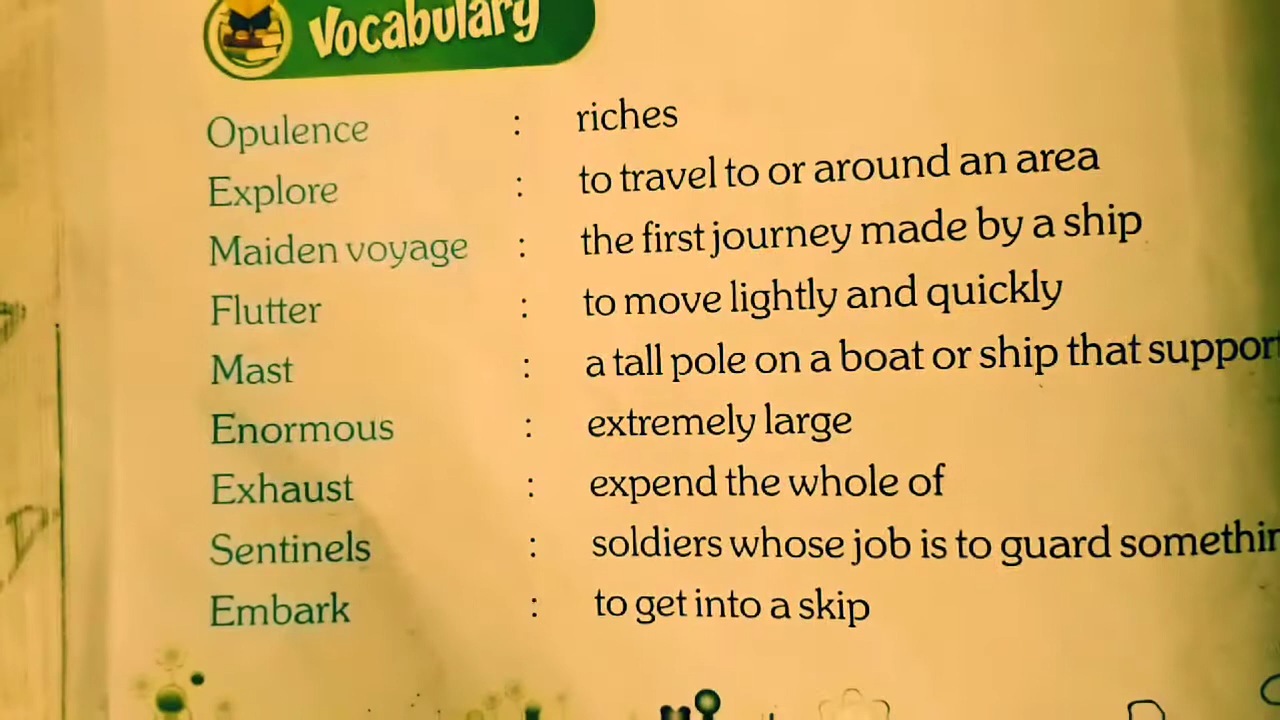 Vocabulary
Opulence : riches
Explore : to travel to or around an area
Maiden voyage : the first journey made by a ship
Flutter : to move lightly and quickly
Mast : a tall pole on a boat or ship that support
Enormous : extremely large
Exhaust : expend the whole of
Sentinels : soldiers whose job is to guard somethin
Embark : to get into a skip